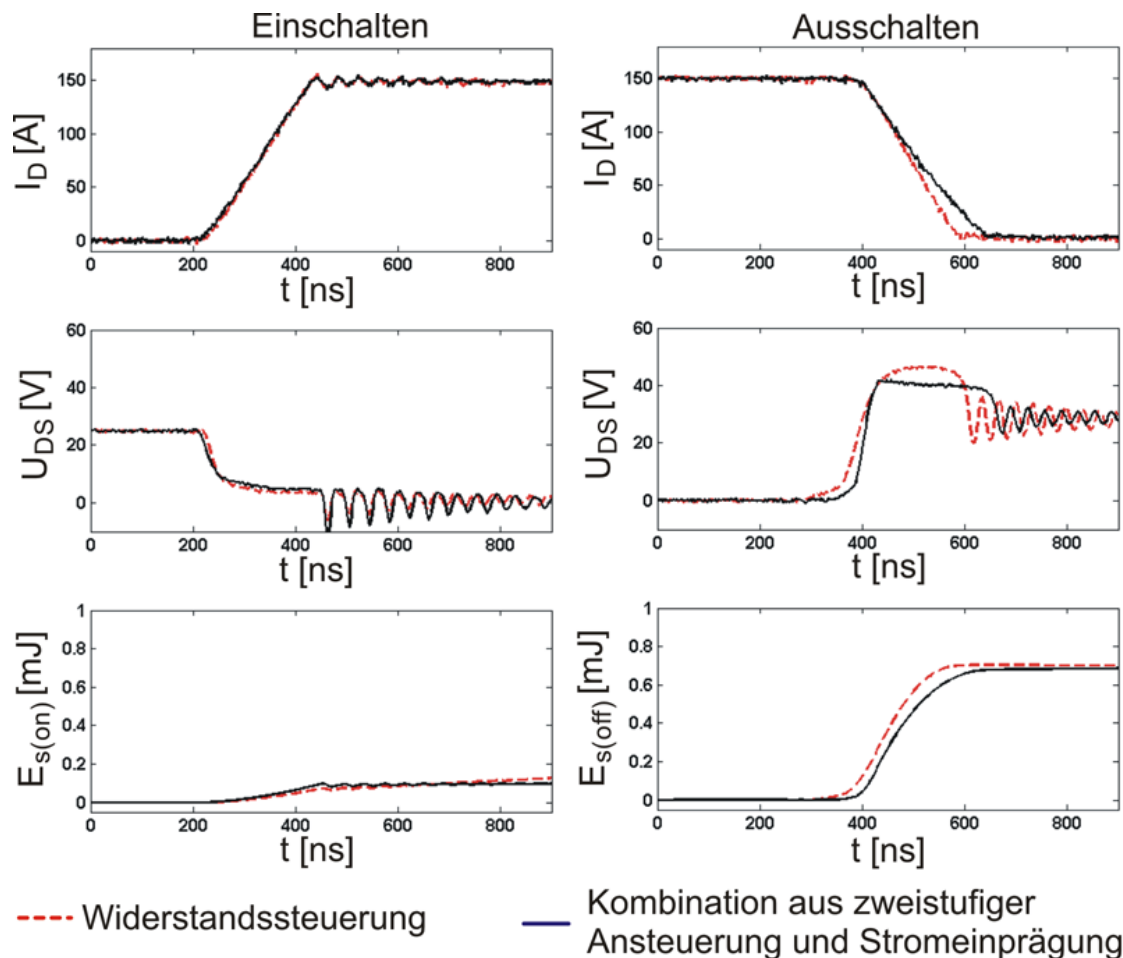 Einschalten
Ausschalten
I_D [A]
150
100
50
0
0 200 400 600 800
t [ns]
I_D [A]
150
100
50
0
0 200 400 600 800
t [ns]
U_DS [V]
60
40
20
0
0 200 400 600 800
t [ns]
U_DS [V]
60
40
20
0
0 200 400 600 800
t [ns]
E_s(on) [mJ]
1
0.8
0.6
0.4
0.2
0
0 200 400 600 800
t [ns]
E_s(off) [mJ]
1
0.8
0.6
0.4
0.2
0
0 200 400 600 800
t [ns]
Widerstandssteuerung
Kombination aus zweistufiger
Ansteuerung und Stromeinprägung